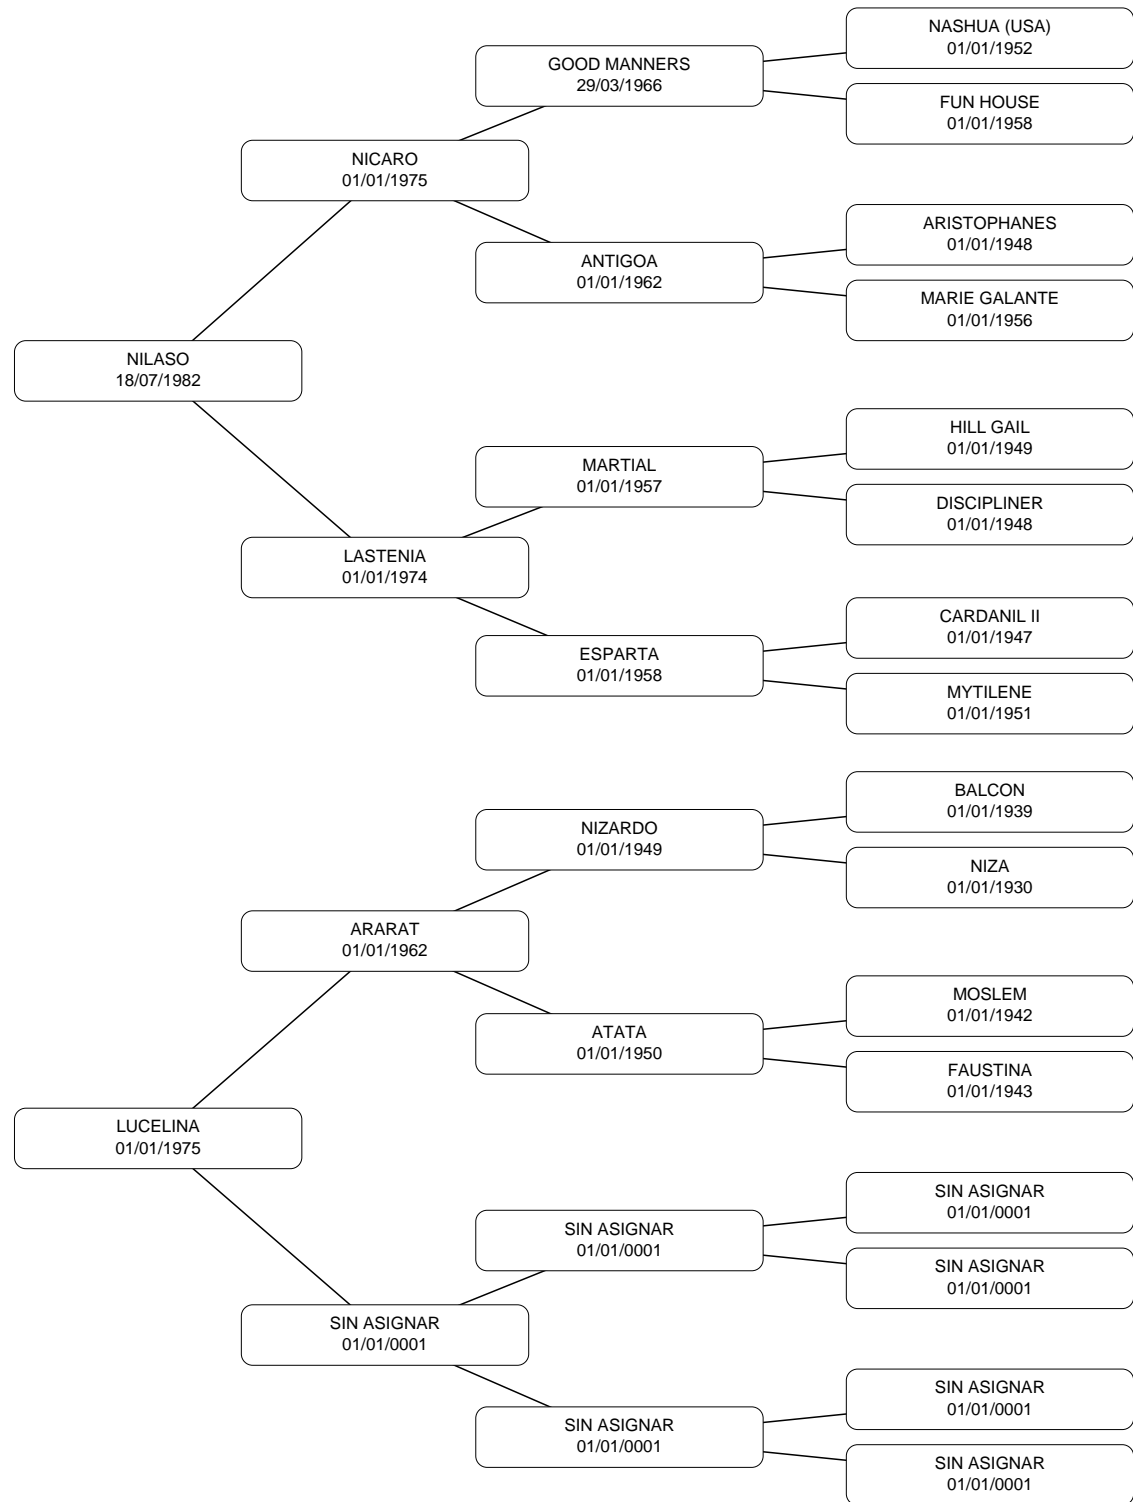 NASHUA (USA)
01/01/1952
GOOD MANNERS
29/03/1966
FUN HOUSE
01/01/1958
NICARO
01/01/1975
ARISTOPHANES
01/01/1948
ANTIGOA
01/01/1962
MARIE GALANTE
01/01/1956
NILASO
18/07/1982
HILL GAIL
01/01/1949
MARTIAL
01/01/1957
DISCIPLINER
01/01/1948
LASTENIA
01/01/1974
CARDANIL II
01/01/1947
ESPARTA
01/01/1958
MYTILENE
01/01/1951
BALCON
01/01/1939
NIZARDO
01/01/1949
NIZA
01/01/1930
ARARAT
01/01/1962
MOSLEM
01/01/1942
ATATA
01/01/1950
FAUSTINA
01/01/1943
LUCELINA
01/01/1975
SIN ASIGNAR
01/01/0001
SIN ASIGNAR
01/01/0001
SIN ASIGNAR
01/01/0001
SIN ASIGNAR
01/01/0001
SIN ASIGNAR
01/01/0001
SIN ASIGNAR
01/01/0001
SIN ASIGNAR
01/01/0001